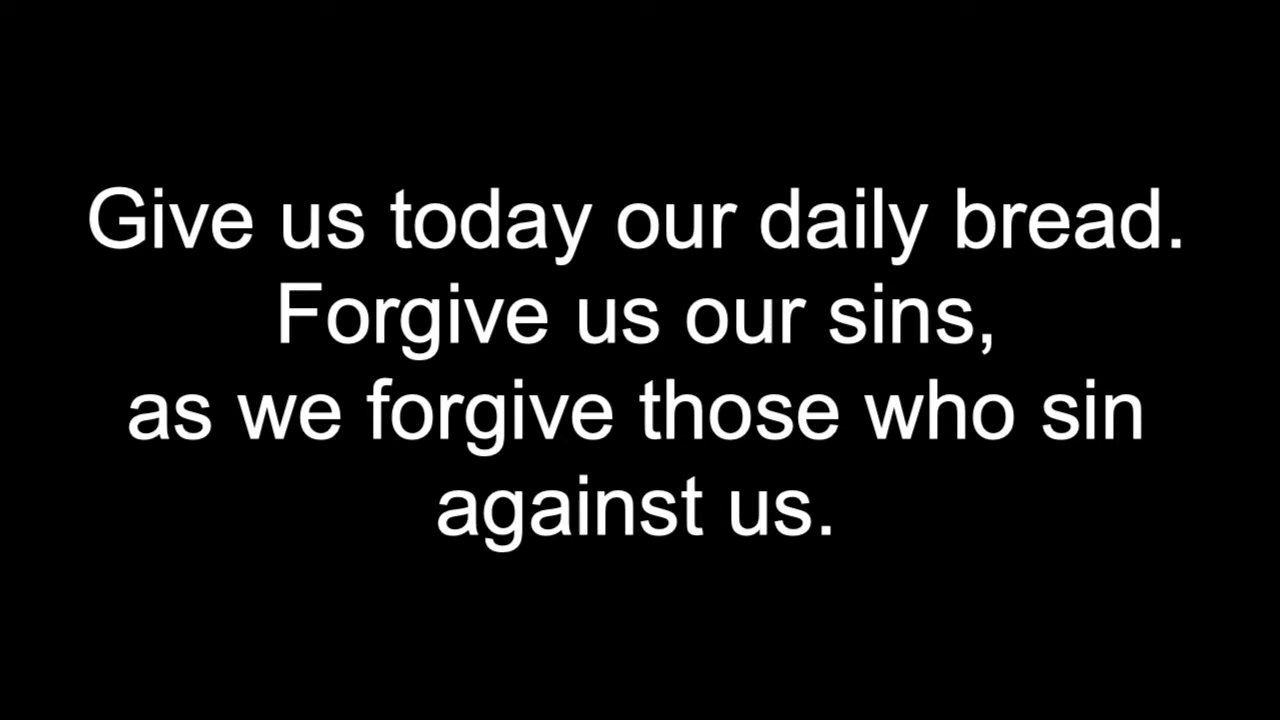 Give us today our daily bread.
Forgive us our sins,
as we forgive those who sin
against us.